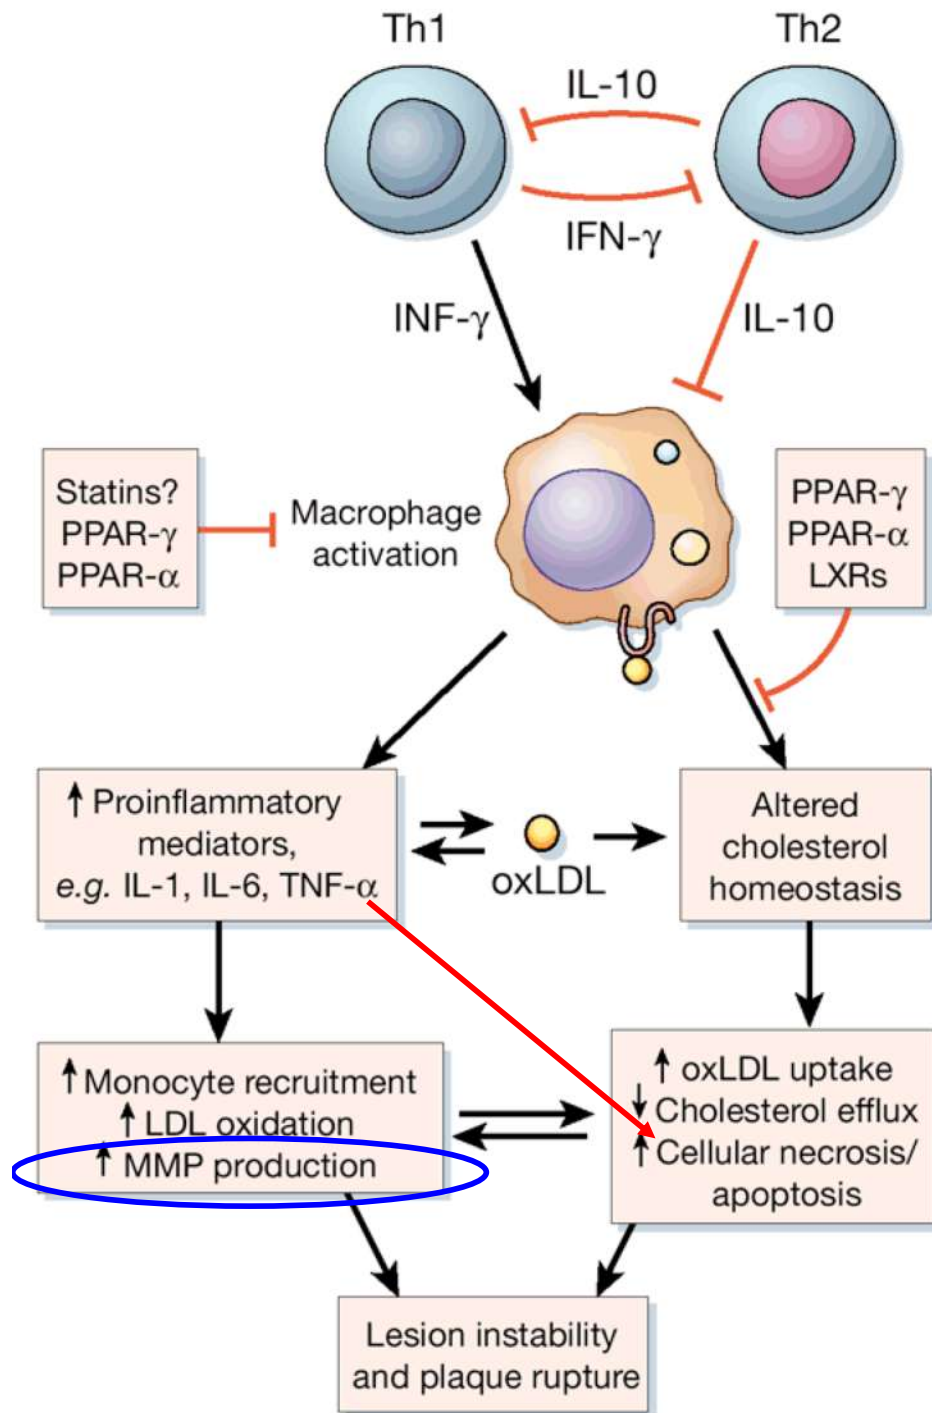 Th1
Th2
IL-10
IFN-γ
INF-γ
IL-10
Statins?
PPAR-γ
PPAR-α
Macrophage
activation
PPAR-γ
PPAR-α
LXRs
↑ Proinflammatory
mediators,
e.g. IL-1, IL-6, TNF-α
oxLDL
Altered
cholesterol
homeostasis
↑ Monocyte recruitment
↑ LDL oxidation
↑ MMP production
↑ oxLDL uptake
↓ Cholesterol efflux
↑ Cellular necrosis/
apoptosis
Lesion instability
and plaque rupture